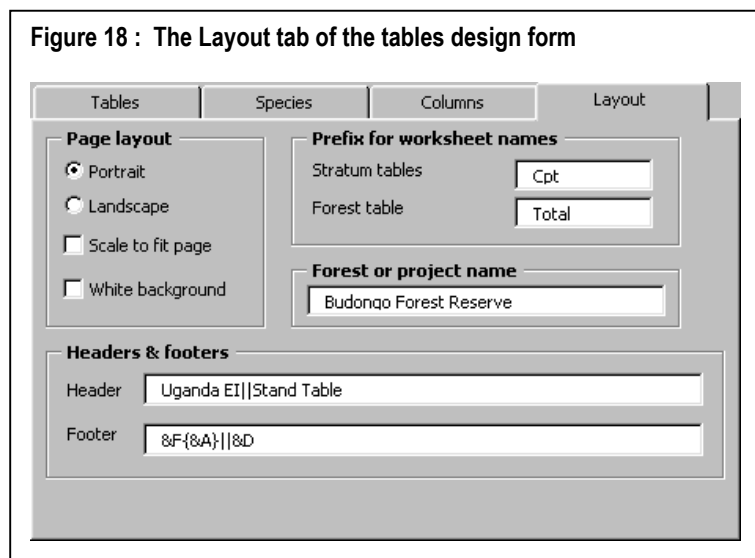 Figure 18 : The Layout tab of the tables design form
Tables Species Columns Layout
Page layout
Portrait
Landscape
Scale to fit page
White background
Prefix for worksheet names
Stratum tables Cpt
Forest table Total
Forest or project name
Budongo Forest Reserve
Headers & footers
Header Uganda EI||Stand Table
Footer &F{&A}||&D